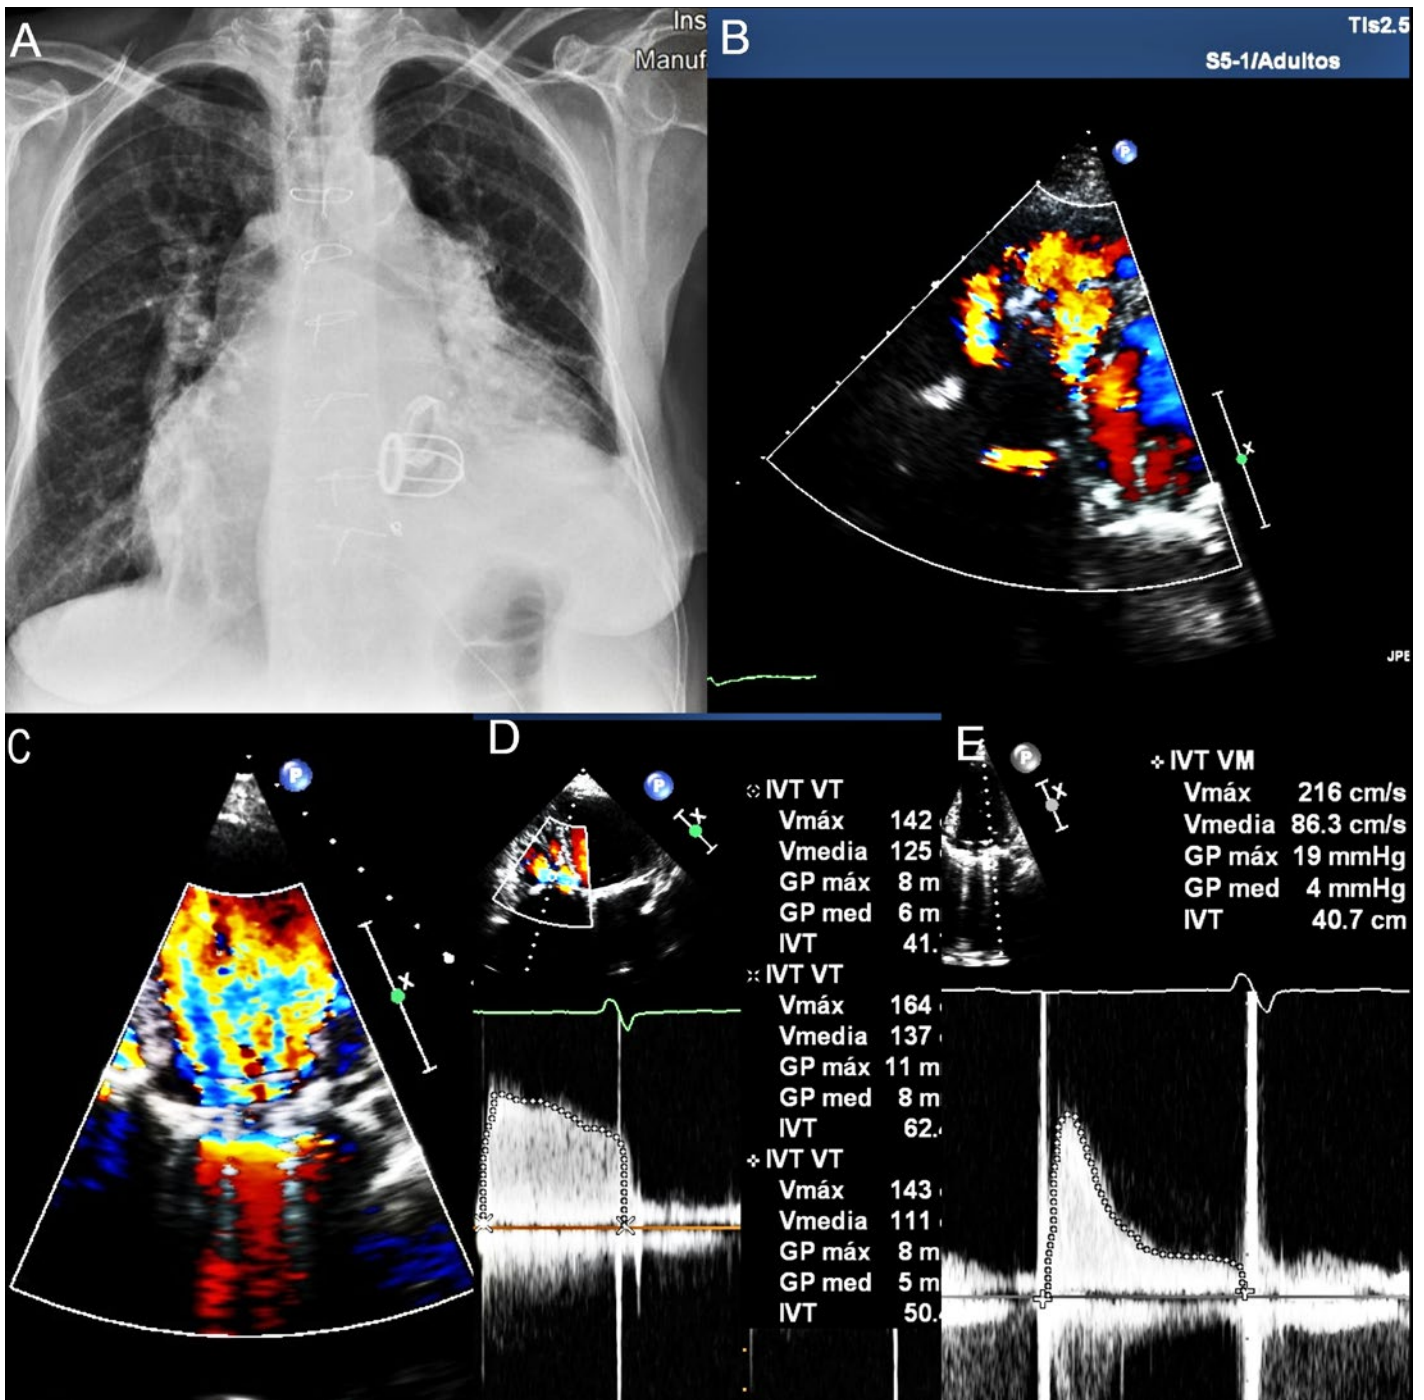 A
Ins
Manuf
B
TIs2.5
S5-1/Adultos
P
x
JPE
C
P
x
D
P
x
IVT VT
Vmáx 142
Vmedia 125
GP máx 8 m
GP med 6 m
IVT 41.
IVT VT
Vmáx 164
Vmedia 137
GP máx 11 m
GP med 8 m
IVT 62.
IVT VT
Vmáx 143
Vmedia 111
GP máx 8 m
GP med 5 m
IVT 50.
E
P
x
IVT VM
Vmáx 216 cm/s
Vmedia 86.3 cm/s
GP máx 19 mmHg
GP med 4 mmHg
IVT 40.7 cm